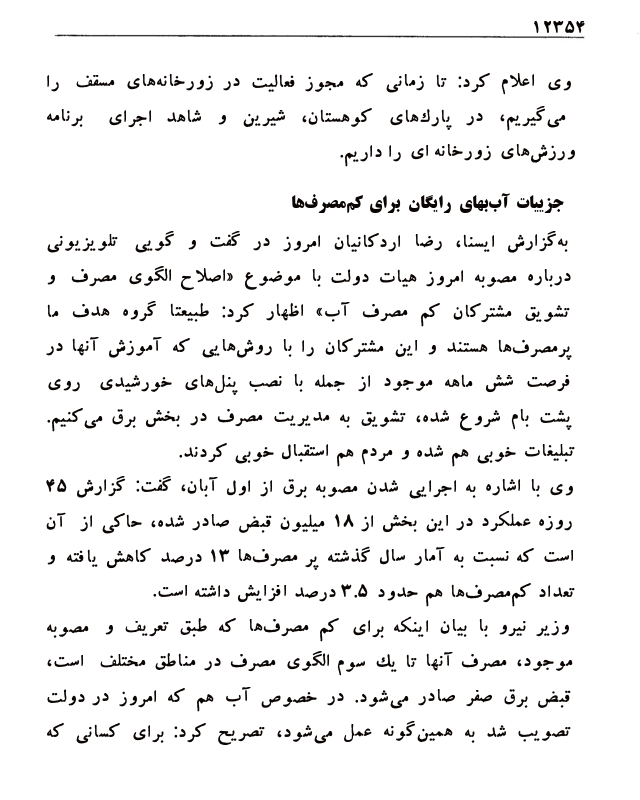 ۱۲۳۵۴
وی اعلام کرد: تا زمانی که مجوز فعالیت در زورخانه‌های مسقف را
می‌گیریم، در پارك‌های کوهستان، شیرین و شاهد اجرای برنامه
ورزش‌های زورخانه ای را داریم.
جزییات آب‌بهای رایگان برای کم‌مصرف‌ها
به‌گزارش ایسنا، رضا اردکانیان امروز در گفت و گویی تلویزیونی
درباره مصوبه امروز هیات دولت با موضوع «اصلاح الگوی مصرف و
تشویق مشترکان کم مصرف آب» اظهار کرد: طبیعتا گروه هدف ما
پرمصرف‌ها هستند و این مشترکان را با روش‌هایی که آموزش آنها در
فرصت شش ماهه موجود از جمله با نصب پنل‌های خورشیدی روی
پشت بام شروع شده، تشویق به مدیریت مصرف در بخش برق می‌کنیم.
تبلیغات خوبی هم شده و مردم هم استقبال خوبی کردند.
وی با اشاره به اجرایی شدن مصوبه برق از اول آبان، گفت: گزارش ۴۵
روزه عملکرد در این بخش از ۱۸ میلیون قبض صادر شده، حاکی از آن
است که نسبت به آمار سال گذشته پر مصرف‌ها ۱۳ درصد کاهش یافته و
تعداد کم‌مصرف‌ها هم حدود ۳.۵ درصد افزایش داشته است.
وزیر نیرو با بیان اینکه برای کم مصرف‌ها که طبق تعریف و مصوبه
موجود، مصرف آنها تا یك سوم الگوی مصرف در مناطق مختلف است،
قبض برق صفر صادر می‌شود. در خصوص آب هم که امروز در دولت
تصویب شد به همین‌گونه عمل می‌شود، تصریح کرد: برای کسانی که